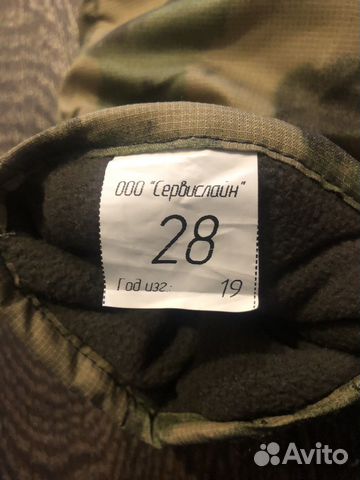 ООО "Сервислайн"
28
Год изг.: 19
Avito